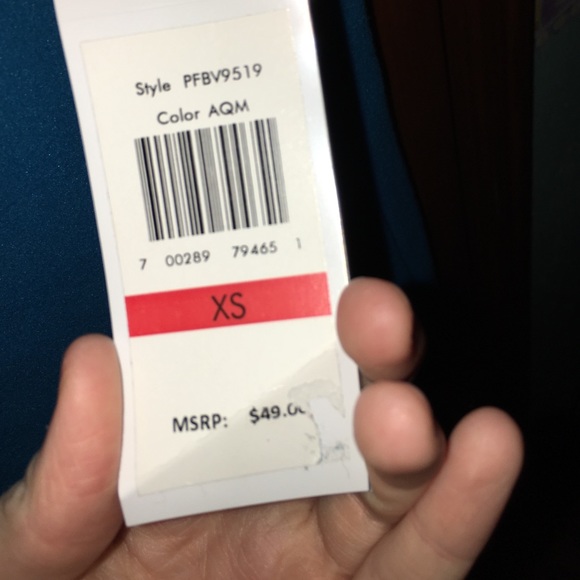 Style PFBV9519
Color AQM
7 00289 79465 1
XS
MSRP: $49.0